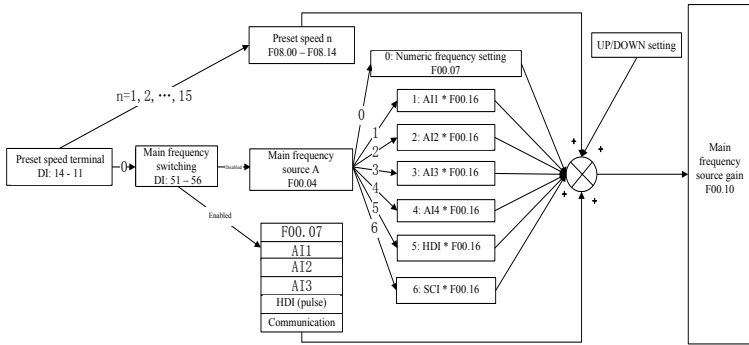 Preset speed n
F08.00 – F08.14
UP/DOWN setting
0: Numeric frequency setting
F00.07
n=1,2,…,15
1: AI1 * F00.16
2: AI2 * F00.16
3: AI3 * F00.16
4: AI4 * F00.16
5: HDI * F00.16
6: SCI * F00.16
0
1
2
3
4
5
6
Preset speed terminal
DI: 14 - 11
0
Main frequency
switching
DI: 51 – 56
Disabled
Main frequency
source A
F00.04
Enabled
F00.07
AI1
AI2
AI3
HDI (pulse)
Communication
+
+
+
+
Main
frequency
source gain
F00.10